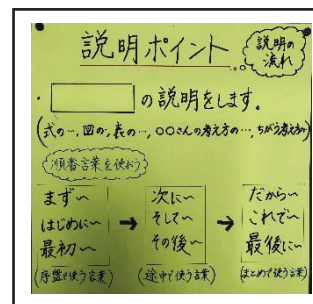 説明ポイント
説明の
流れ
の説明をします.
(式の…,図の…,表の…,○○さんの考え方の…,ちがう考え方の)
順番言葉を使おう
まず〜
はじめに〜
最初〜
(序盤で使う言葉)
→
次に〜
そして〜
その後〜
(途中で使う言葉)
→
だから〜
これで〜
最後に〜
(まとめで使う言葉)